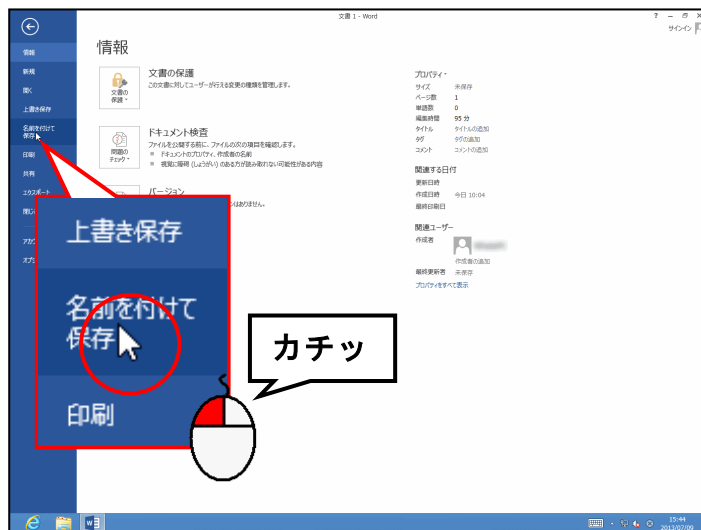 文書 1 - Word
? – ×
サインイン
情報
情報
新規
開く
上書き保存
名前を付けて
保存
印刷
共有
エクスポート
文書の
保護
文書の保護
この文書に対してユーザーが行える変更の種類を管理します。
問題の
チェック
ドキュメント検査
ファイルを公開する前に、ファイルの次の項目を確認します。
ドキュメントのプロパティ、作成者の名前
視覚に障碍 (しょうがい) のある方が読み取れない可能性がある内容
バージョン
はありません。
プロパティ
サイズ 未保存
ページ数 1
単語数 0
編集時間 95 分
タイトル タイトルの追加
タグ タグの追加
コメント コメントの追加
関連する日付
更新日時
作成日時 今日 10:04
最終印刷日
関連ユーザー
作成者
作成者の追加
最終更新者 未保存
プロパティをすべて表示
上書き保存
名前を付けて
保存
印刷
カチッ
15:44
2013/07/09